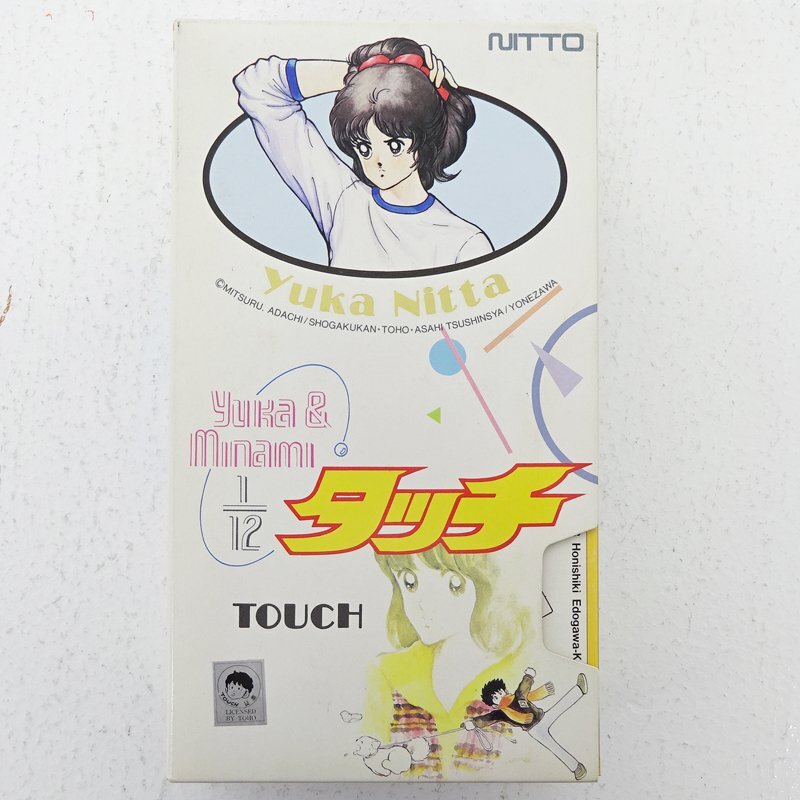 NITTO
Yuka Nitta
©MITSURU. ADACHI/SHOGAKUKAN・TOHO・ASAHI TSUSHINSYA/YONEZAWA
Yuka &
Minami
1
12
タッチ
TOUCH
Honishiki Edogawa-K
TOUCH
LICENSED
BY TOHO